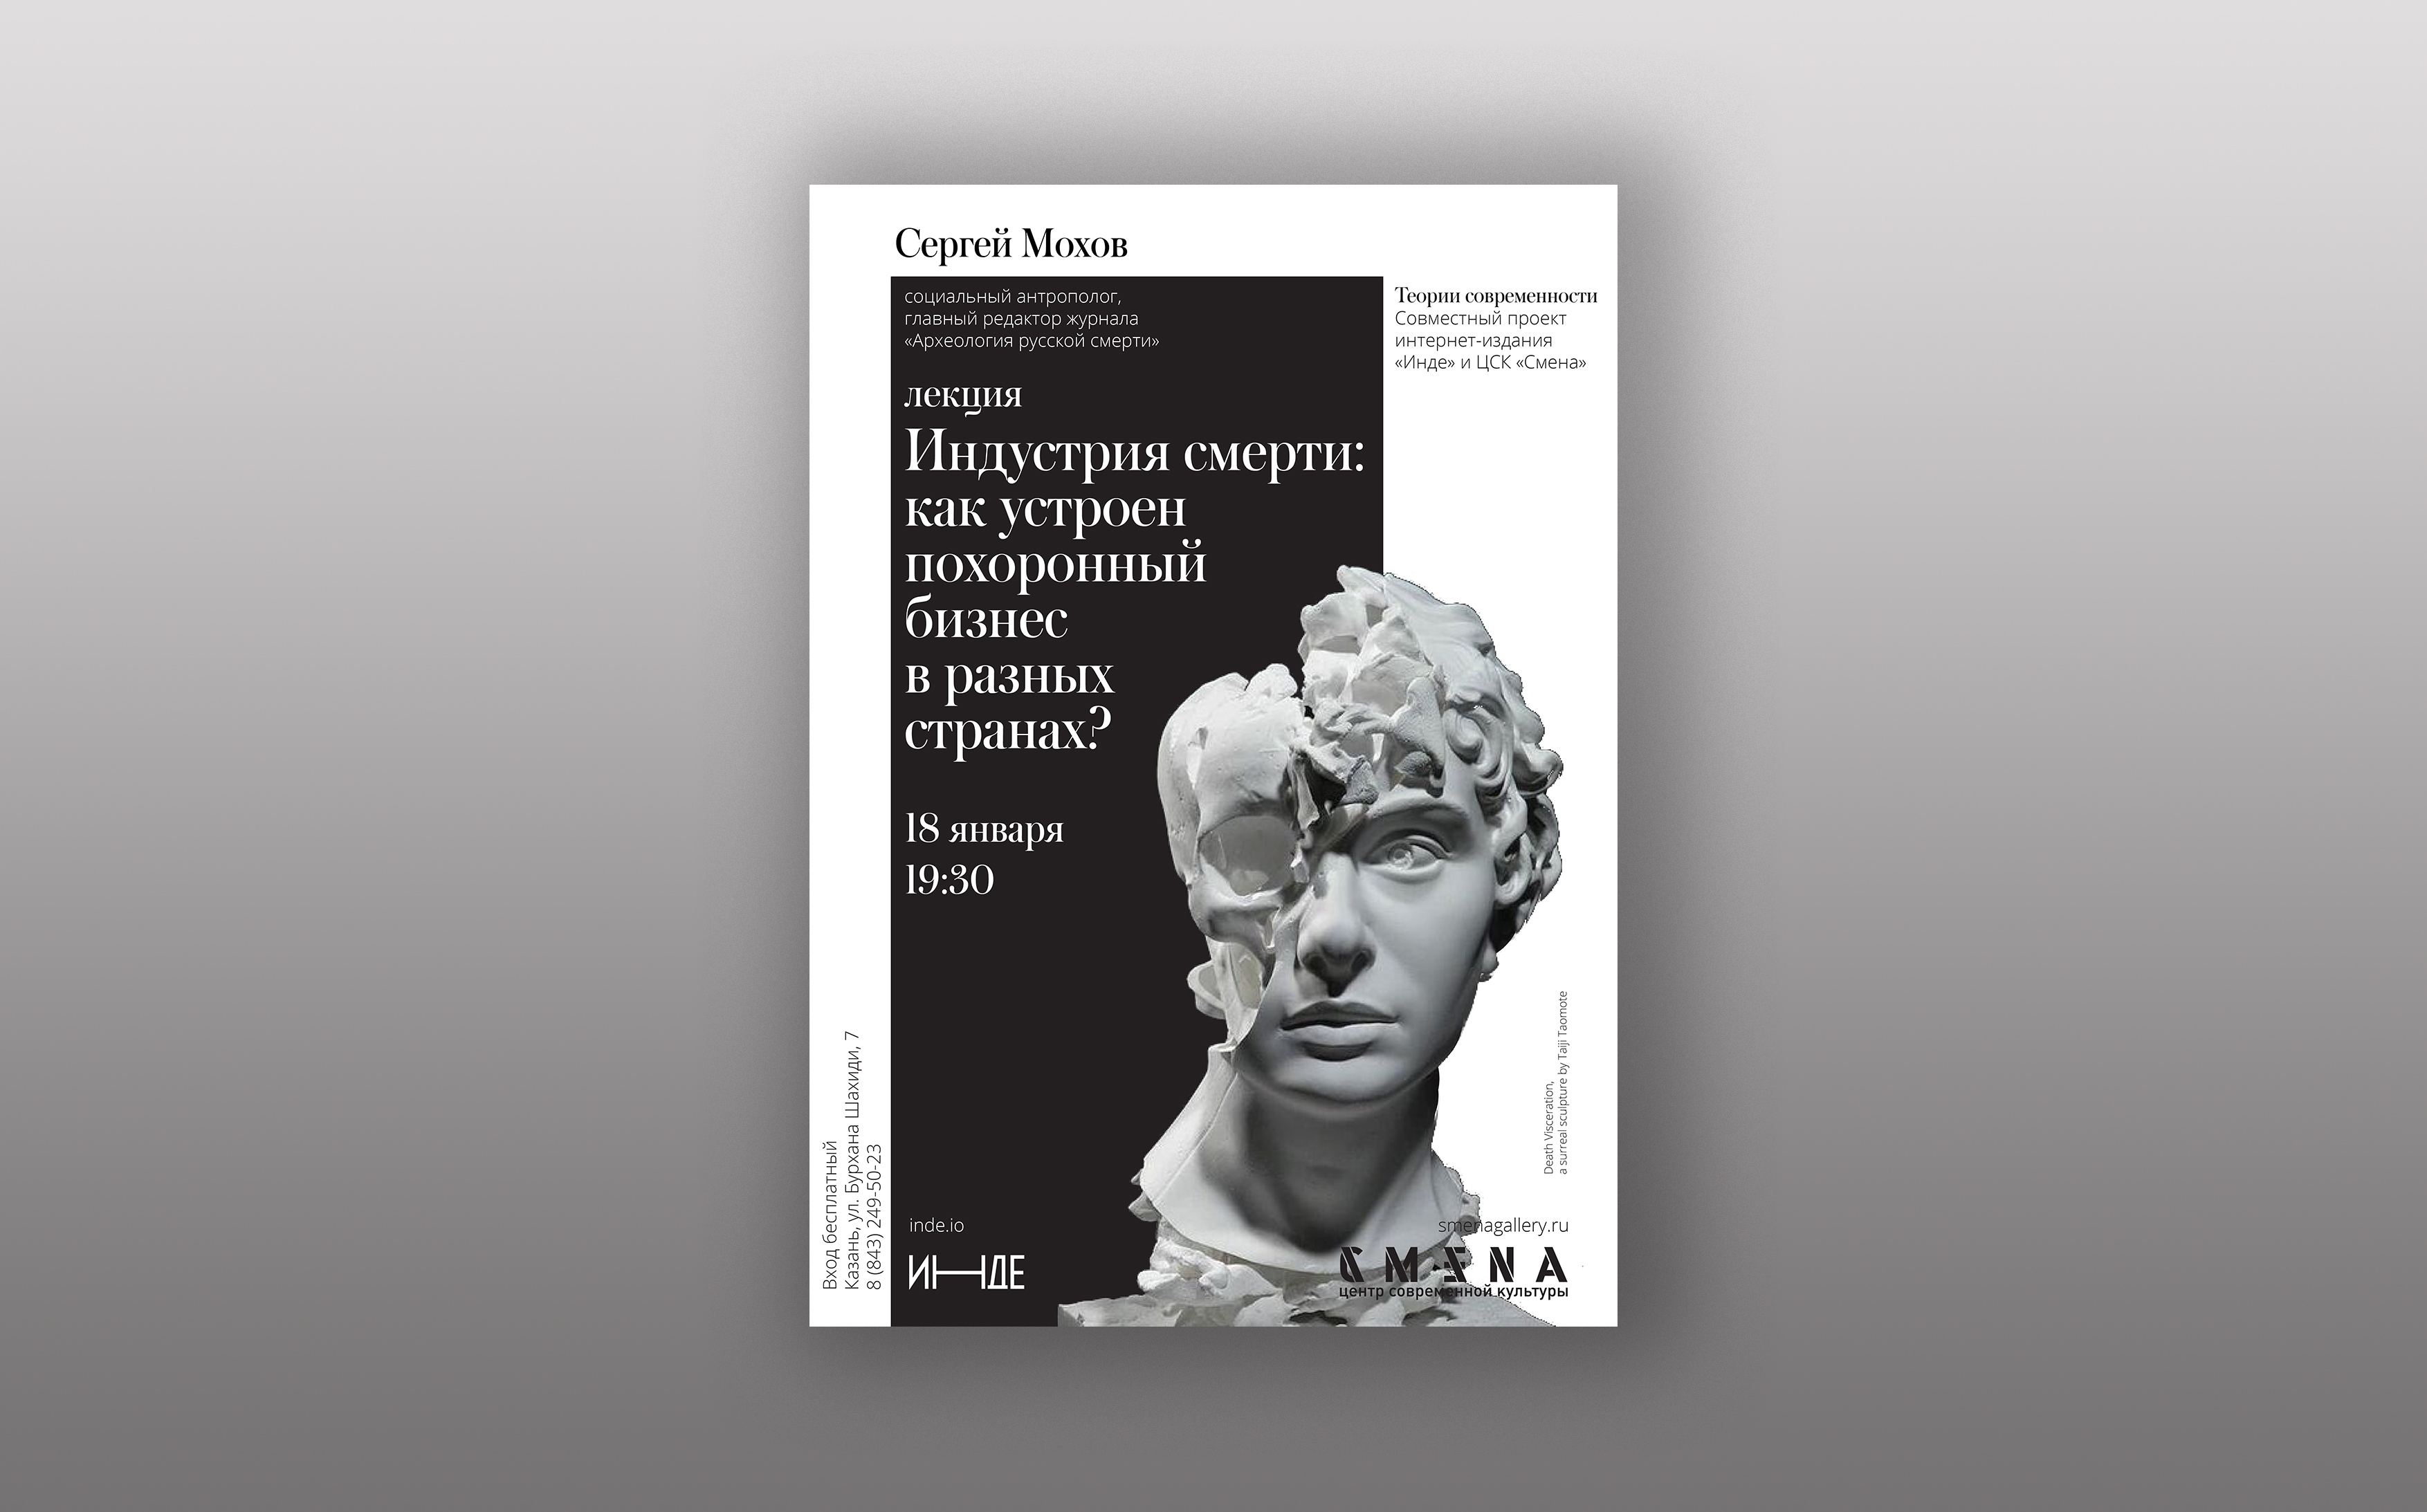 Сергей Мохов
социальный антрополог,
главный редактор журнала
«Археология русской смерти»
Теории современности
Совместный проект
интернет-издания
«Инде» и ЦСК «Смена»
лекция
Индустрия смерти:
как устроен
похоронный
бизнес
в разных
странах?
18 января
19:30
Вход бесплатный
Казань, ул. Бурхана Шахиди, 7
8 (843) 249-50-23
Death Visceration,
a surreal sculpture by Taiji Taomote
inde.io
ИНДЕ
smenagallery.ru
СМЕNА
центр современной культуры